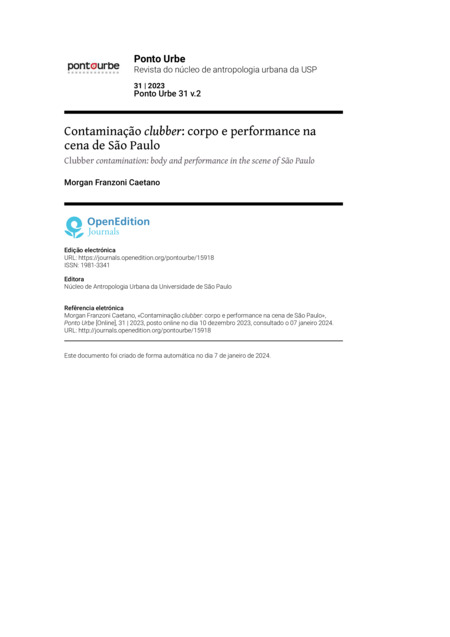 pontourbe
Ponto Urbe
Revista do núcleo de antropologia urbana da USP
31 | 2023
Ponto Urbe 31 v.2
Contaminação clubber: corpo e performance na
cena de São Paulo
Clubber contamination: body and performance in the scene of São Paulo
Morgan Franzoni Caetano
OpenEdition
Journals
Edição electrónica
URL: https://journals.openedition.org/pontourbe/15918
ISSN: 1981-3341
Editora
Núcleo de Antropologia Urbana da Universidade de São Paulo
Refêrencia eletrónica
Morgan Franzoni Caetano, «Contaminação clubber: corpo e performance na cena de São Paulo»,
Ponto Urbe [Online], 31 | 2023, posto online no dia 10 dezembro 2023, consultado o 07 janeiro 2024.
URL: http://journals.openedition.org/pontourbe/15918
Este documento foi criado de forma automática no dia 7 de janeiro de 2024.